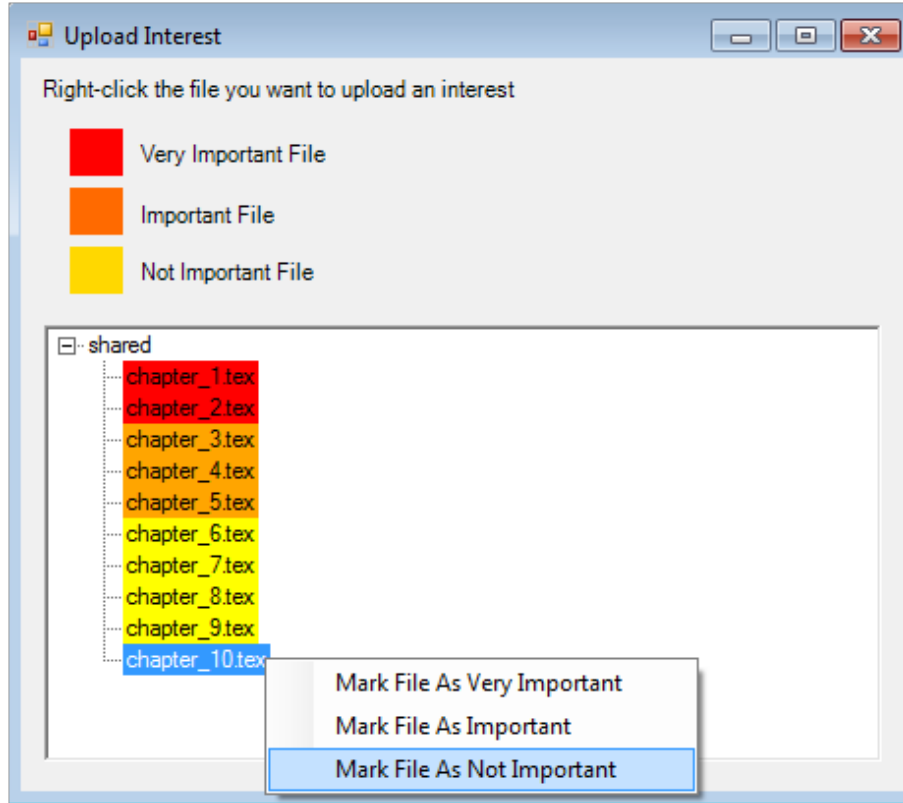 Upload Interest
Right-click the file you want to upload an interest
Very Important File
Important File
Not Important File
shared
chapter_1.tex
chapter_2.tex
chapter_3.tex
chapter_4.tex
chapter_5.tex
chapter_6.tex
chapter_7.tex
chapter_8.tex
chapter_9.tex
chapter_10.tex
Mark File As Very Important
Mark File As Important
Mark File As Not Important